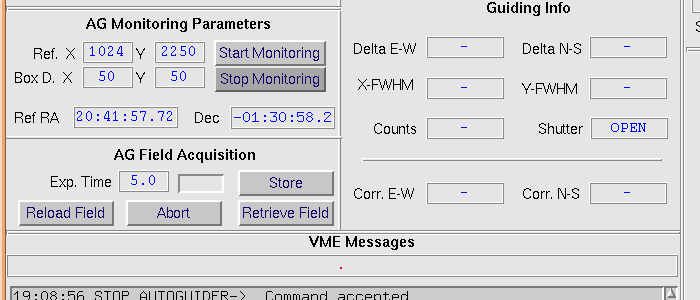 AG Monitoring Parameters
Ref. X 1024 Y 2250 Start Monitoring
Box D. X 50 Y 50 Stop Monitoring
Ref RA 20:41:57.72 Dec -01:30:58.2
AG Field Acquisition
Exp. Time 5.0 Store
Reload Field Abort Retrieve Field
Guiding Info
Delta E-W - Delta N-S -
X-FWHM - Y-FWHM -
Counts - Shutter OPEN
Corr. E-W - Corr. N-S -
VME Messages
.
19:08:56 STOP AUTOGUIDER-> Command accepted